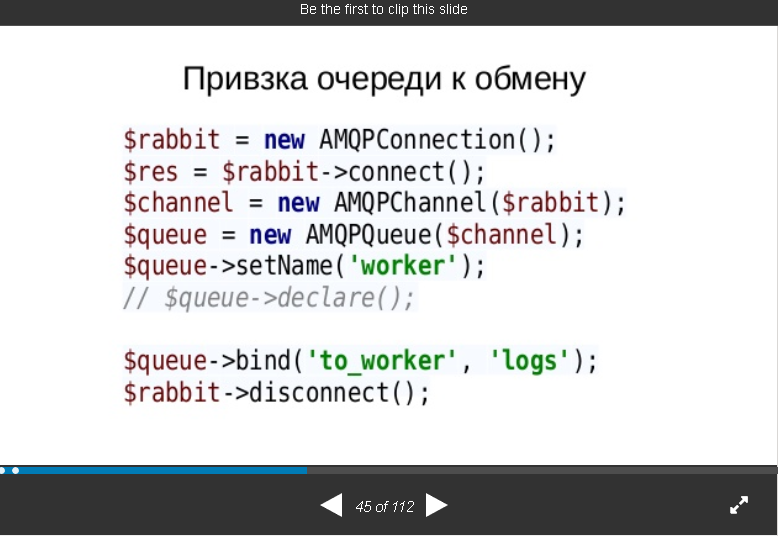 Be the first to clip this slide
Привзка очереди к обмену
$rabbit = new AMQPConnection();
$res = $rabbit->connect();
$channel = new AMQPChannel($rabbit);
$queue = new AMQPQueue($channel);
$queue->setName('worker');
// $queue->declare();
$queue->bind('to_worker', 'logs');
$rabbit->disconnect();
45 of 112